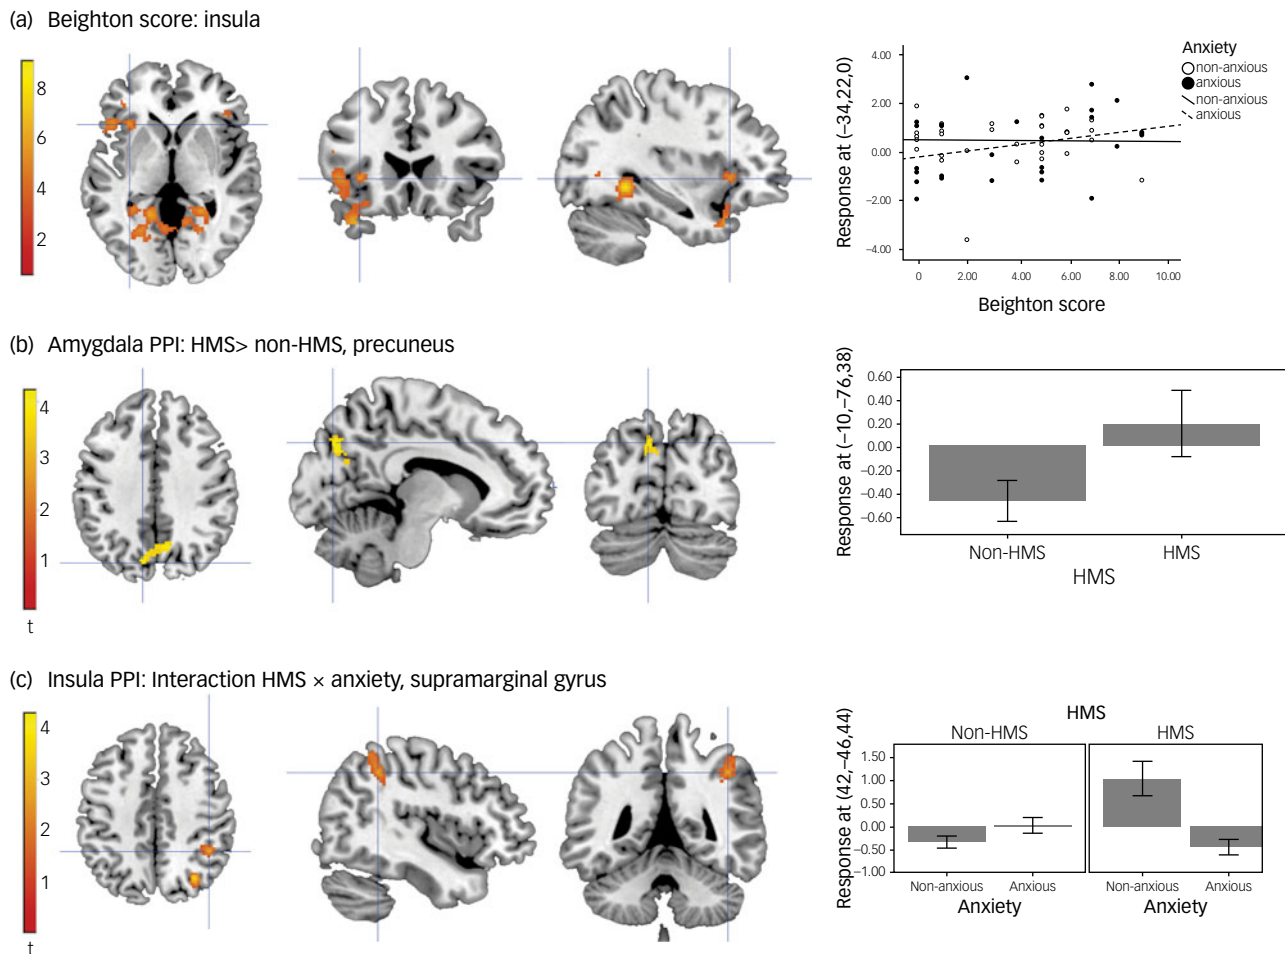 (a) Beighton score: insula
8
6
4
2
Response at (−34,22,0)
4.00
2.00
0.00
−2.00
−4.00
0
2.00
4.00
6.00
8.00
10.00
Beighton score
Anxiety
non-anxious
anxious
non-anxious
anxious
(b) Amygdala PPI: HMS> non-HMS, precuneus
4
3
2
1
t
Response at (−10,−76,38)
0.60
0.40
0.20
0.00
−0.20
−0.40
−0.60
Non-HMS
HMS
HMS
(c) Insula PPI: Interaction HMS × anxiety, supramarginal gyrus
4
3
2
1
t
HMS
Non-HMS
HMS
Response at (42,−46,44)
1.50
1.00
0.50
0.00
−0.50
−1.00
Non-anxious
Anxious
Non-anxious
Anxious
Anxiety
Anxiety